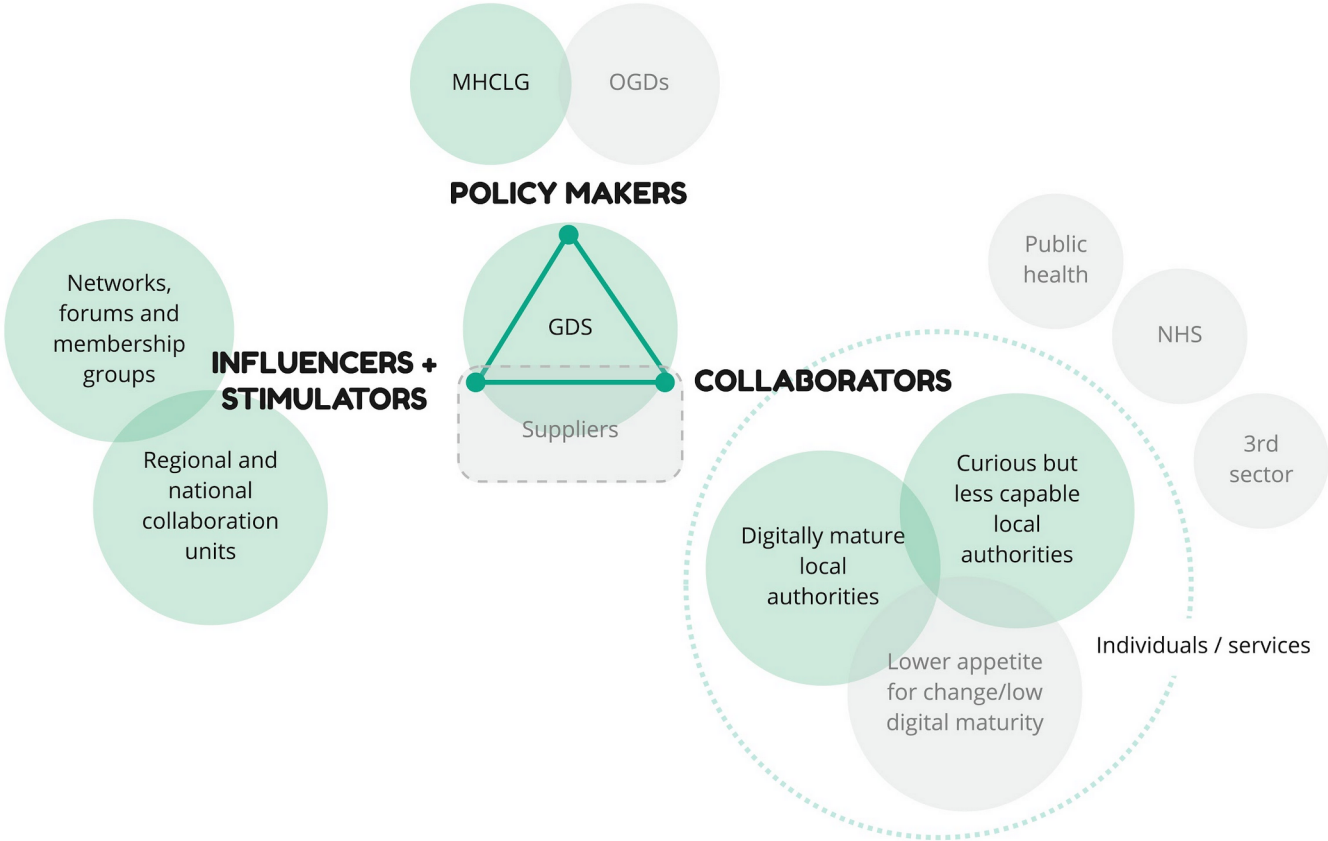 MHCLG
OGDs
POLICY MAKERS
Networks,
forums and
membership
groups
INFLUENCERS +
STIMULATORS
Regional and
national
collaboration
units
GDS
Suppliers
COLLABORATORS
Public
health
NHS
3rd
sector
Curious but
less capable
local
authorities
Digitally mature
local
authorities
Lower appetite
for change/low
digital maturity
Individuals / services